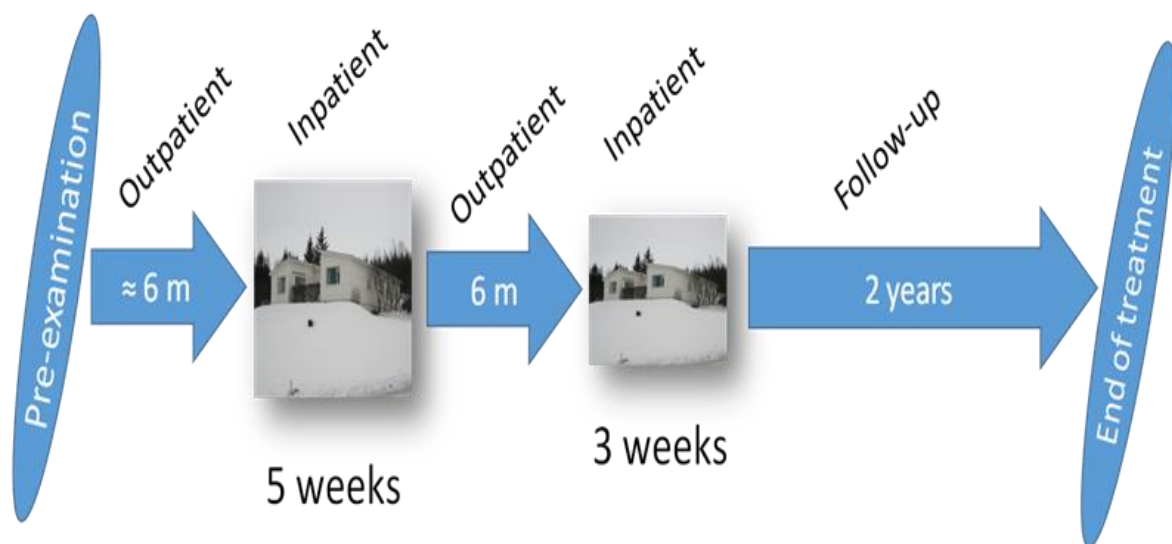 Pre-examination
Outpatient
≈ 6 m
Inpatient
5 weeks
Outpatient
6 m
Inpatient
3 weeks
Follow-up
2 years
End of treatment